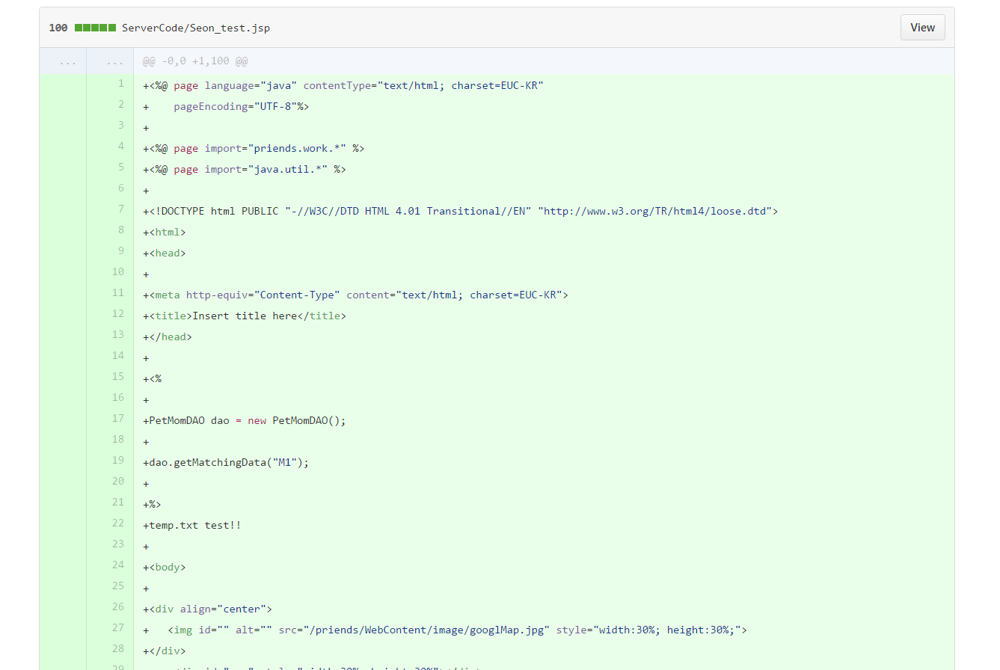 100 ServerCode/Seon_test.jsp View
... ... @@ -0,0 +1,100 @@
1 +<%@ page language="java" contentType="text/html; charset=EUC-KR"
2 +    pageEncoding="UTF-8"%>
3 +
4 +<%@ page import="priends.work.*" %>
5 +<%@ page import="java.util.*" %>
6 +
7 +<!DOCTYPE html PUBLIC "-//W3C//DTD HTML 4.01 Transitional//EN" "http://www.w3.org/TR/html4/loose.dtd">
8 +<html>
9 +<head>
10 +
11 +<meta http-equiv="Content-Type" content="text/html; charset=EUC-KR">
12 +<title>Insert title here</title>
13 +</head>
14 +
15 +<%
16 +
17 +PetMomDAO dao = new PetMomDAO();
18 +
19 +dao.getMatchingData("M1");
20 +
21 +%>
22 +temp.txt test!!
23 +
24 +<body>
25 +
26 +<div align="center">
27 +   <img id="" alt="" src="/priends/WebContent/image/googlMap.jpg" style="width:30%; height:30%;">
28 +</div>
29